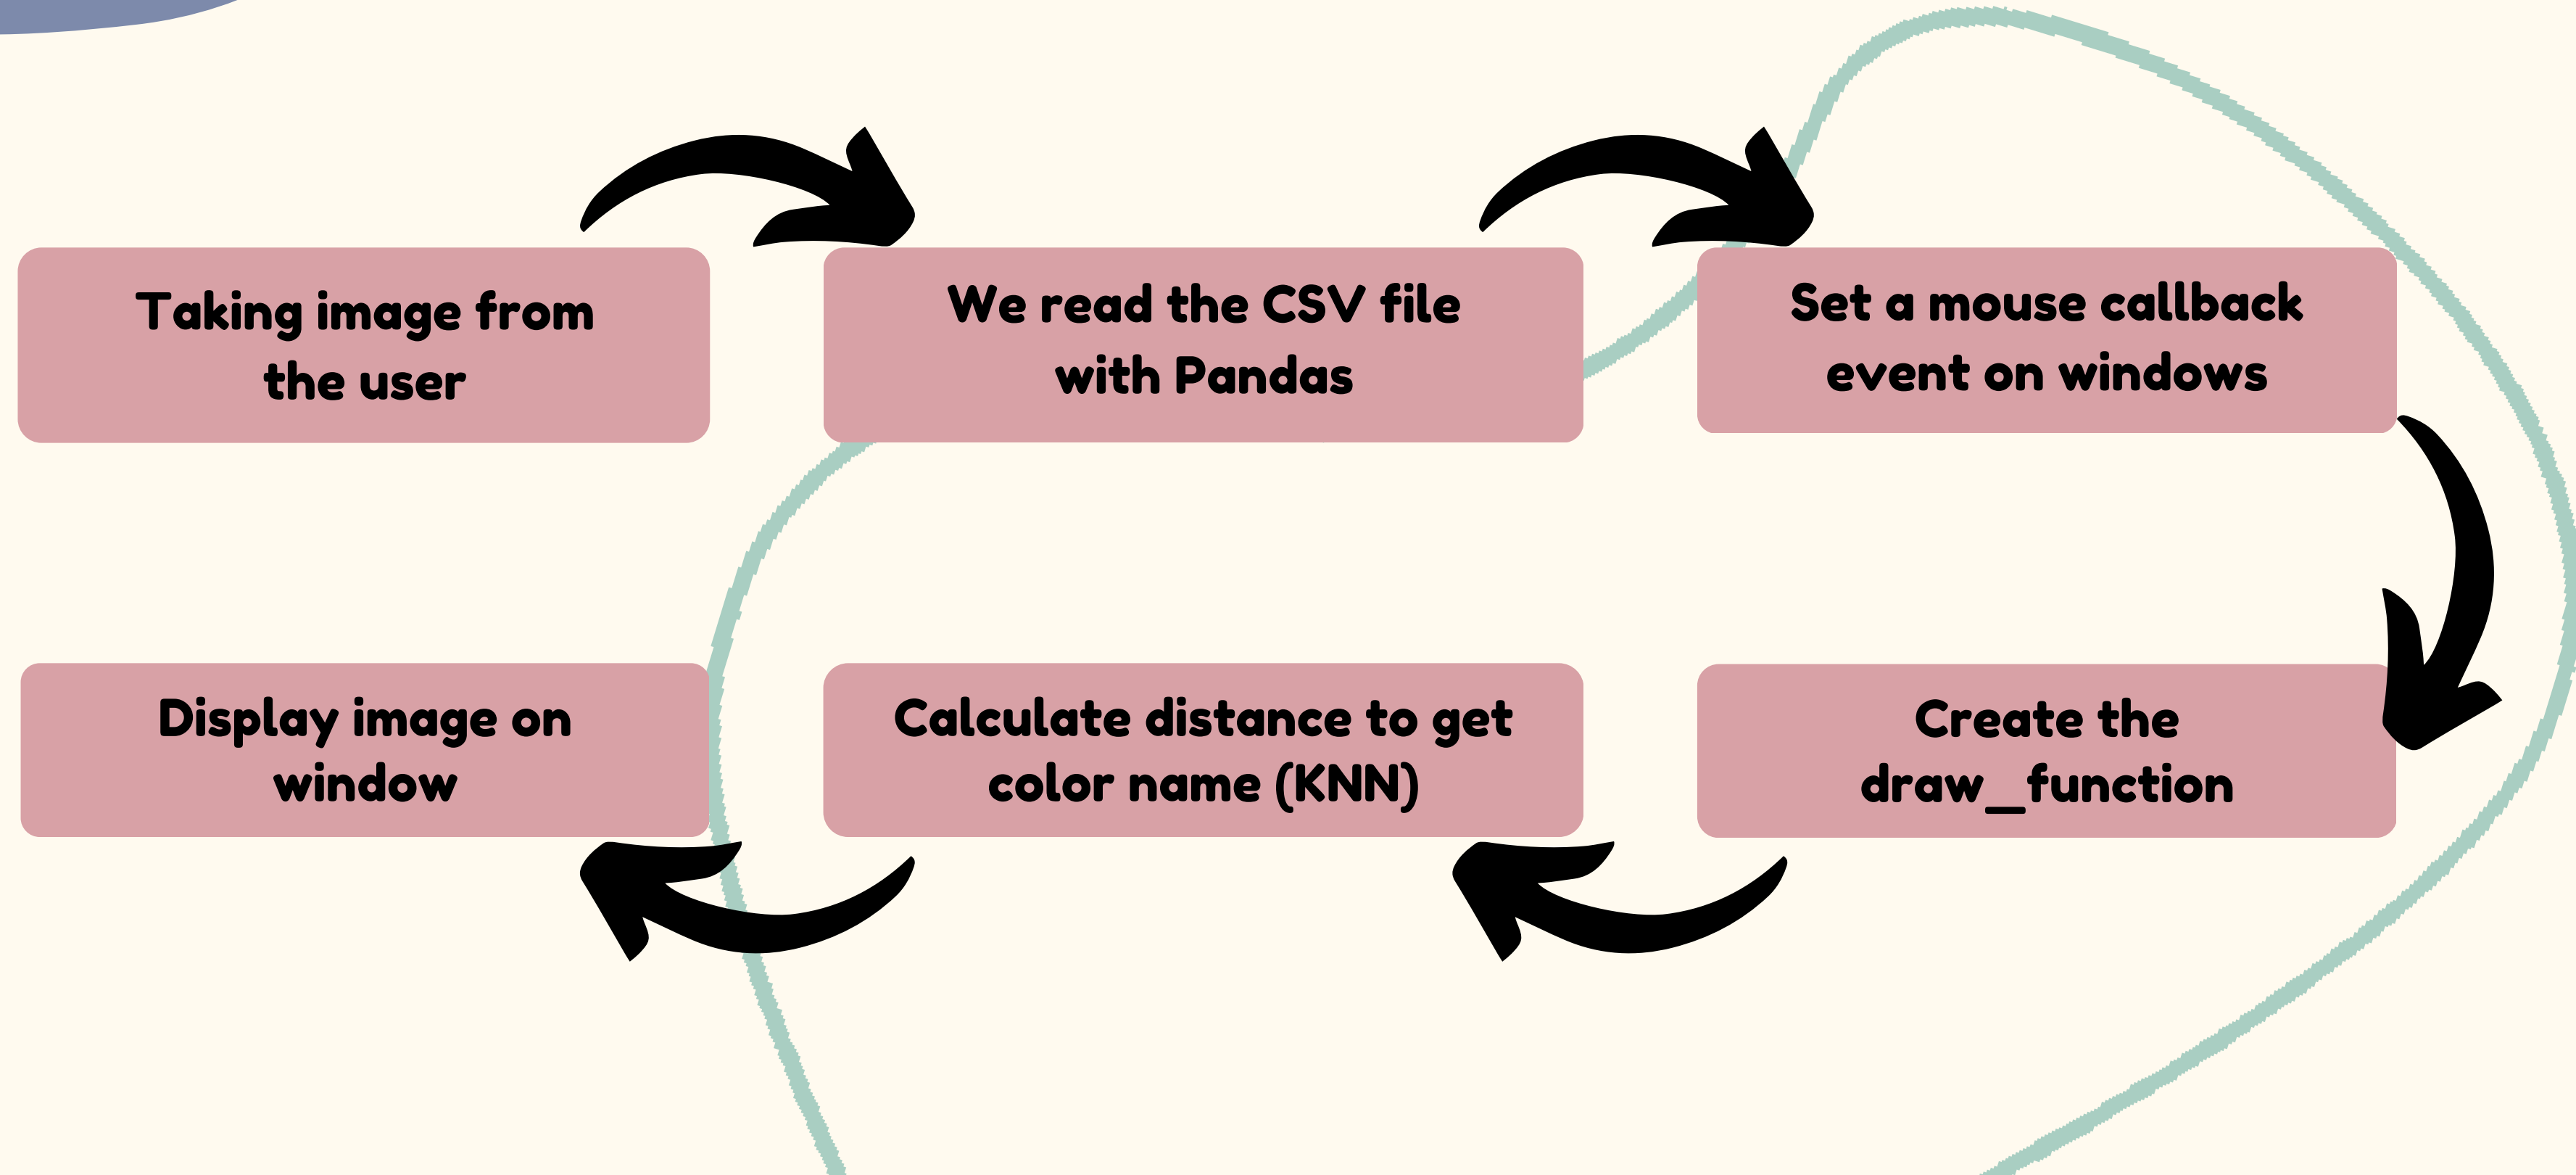 Taking image from
the user
We read the CSV file
with Pandas
Set a mouse callback
event on windows
Create the
draw_function
Calculate distance to get
color name (KNN)
Display image on
window